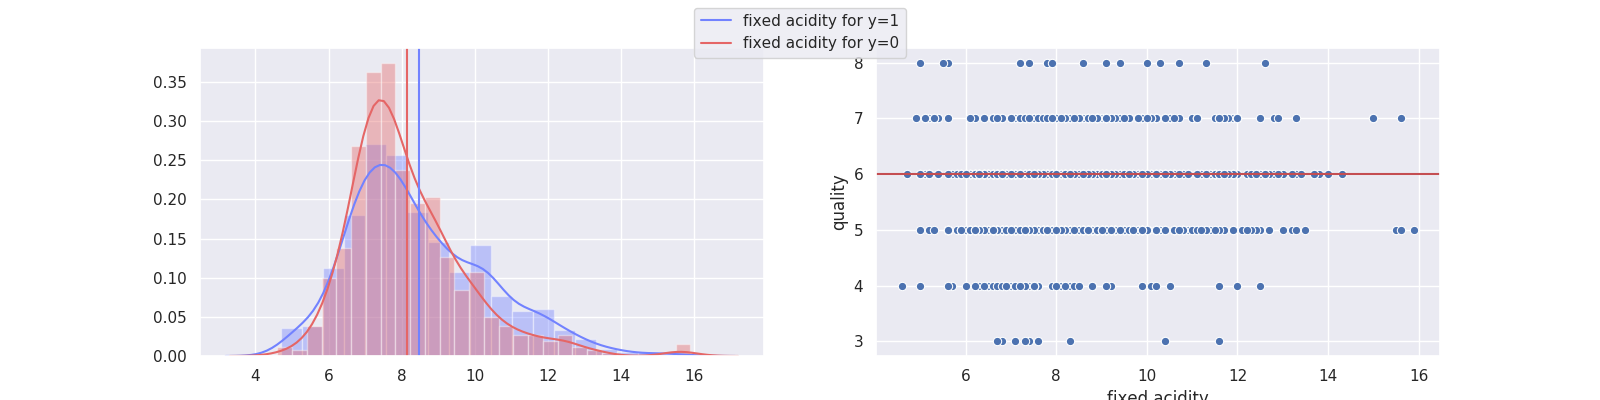 fixed acidity for y=1
fixed acidity for y=0
0.35
0.30
0.25
0.20
0.15
0.10
0.05
0.00
4 6 8 10 12 14 16
8
7
6
5
4
3
quality
6 8 10 12 14 16
fixed acidity